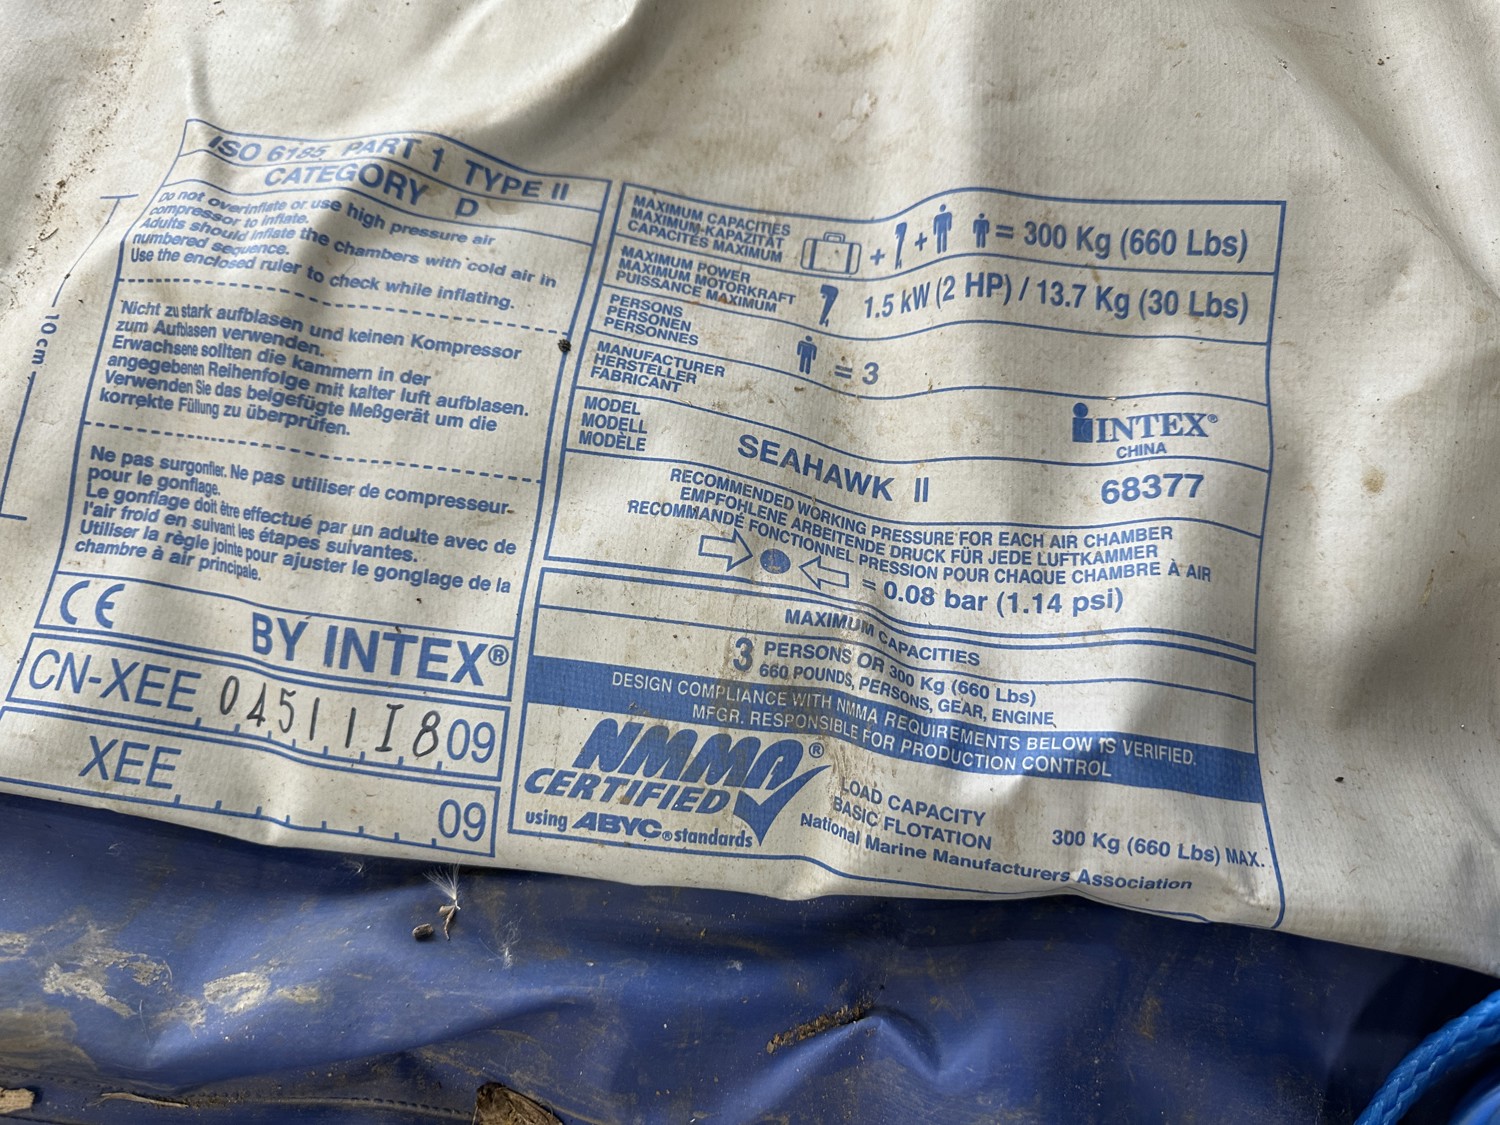 ISO 6185 PART 1 TYPE II
CATEGORY D
Do not overinflate or use high pressure air
compressor to inflate.
Adults should inflate the chambers with cold air in
numbered sequence.
Use the enclosed ruler to check while inflating.
Nicht zu stark aufblasen und keinen Kompressor
zum Aufblasen verwenden.
Erwachsene sollten die kammern in der
angegebenen Reihenfolge mit kalter luft aufblasen.
Verwenden Sie das beigefügte Meßgerät um die
korrekte Füllung zu überprüfen.
Ne pas surgonfler. Ne pas utiliser de compresseur
pour le gonflage.
Le gonflage doit être effectué par un adulte avec de
l'air froid en suivant les étapes suivantes.
Utiliser la règle jointe pour ajuster le gonglage de la
chambre à air principale.
CE BY INTEX®
CN-XEE 04511I809
XEE 09
10 cm
MAXIMUM CAPACITIES
MAXIMUM-KAPAZITÄT
CAPACITÉS MAXIMUM
+ + = 300 Kg (660 Lbs)
MAXIMUM POWER
MAXIMUM MOTORKRAFT
PUISSANCE MAXIMUM
1.5 kW (2 HP) / 13.7 Kg (30 Lbs)
PERSONS
PERSONEN
PERSONNES
= 3
MANUFACTURER
HERSTELLER
FABRICANT
INTEX®
CHINA
MODEL
MODELL
MODÈLE
SEAHAWK II 68377
RECOMMENDED WORKING PRESSURE FOR EACH AIR CHAMBER
EMPFOHLENE ARBEITENDE DRUCK FÜR JEDE LUFTKAMMER
RECOMMANDÉ FONCTIONNEL PRESSION POUR CHAQUE CHAMBRE À AIR
= 0.08 bar (1.14 psi)
MAXIMUM CAPACITIES
3 PERSONS OR 300 Kg (660 Lbs)
660 POUNDS, PERSONS, GEAR, ENGINE
DESIGN COMPLIANCE WITH NMMA REQUIREMENTS BELOW IS VERIFIED.
MFGR. RESPONSIBLE FOR PRODUCTION CONTROL
NMMA®
CERTIFIED
using ABYC® standards
LOAD CAPACITY
BASIC FLOTATION 300 Kg (660 Lbs) MAX.
National Marine Manufacturers Association